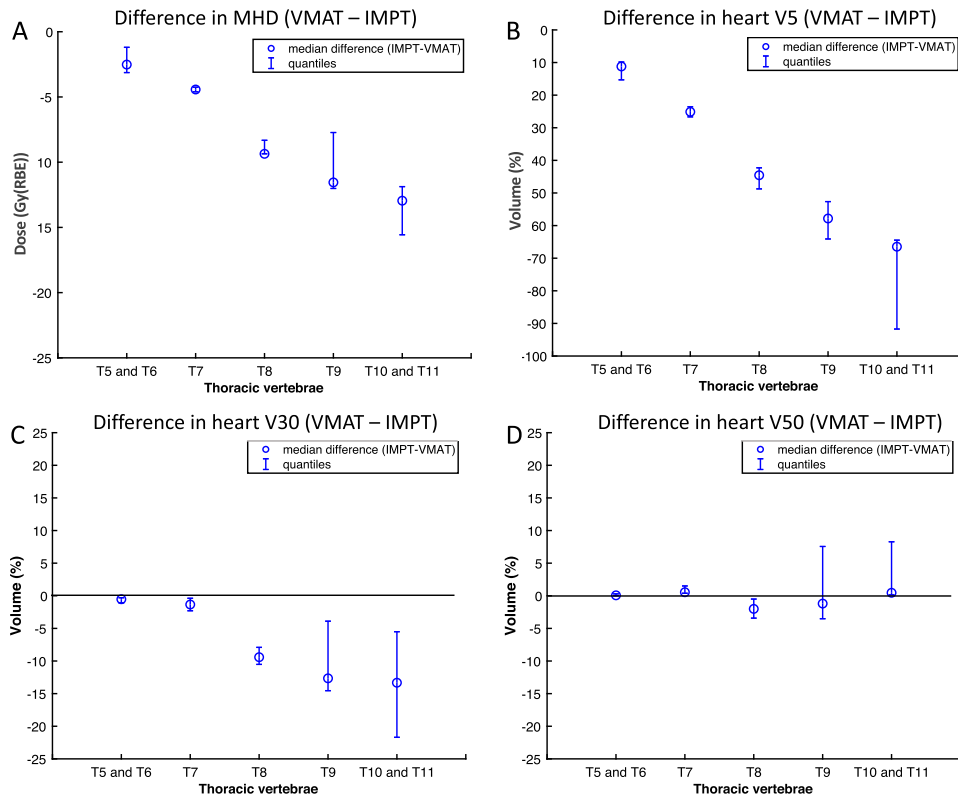 A
Difference in MHD (VMAT – IMPT)
median difference (IMPT-VMAT)
quantiles
0
-5
10
15
-20
-25
Dose (Gy(RBE))
T5 and T6
T7
T8
T9
T10 and T11
Thoracic vertebrae
B
Difference in heart V5 (VMAT – IMPT)
median difference (IMPT-VMAT)
quantiles
0
10
20
30
40
50
-60
-70
-80
-90
-100
Volume (%)
T5 and T6
T7
T8
T9
T10 and T11
Thoracic vertebrae
C
Difference in heart V30 (VMAT – IMPT)
median difference (IMPT-VMAT)
quantiles
25
20
15
10
5
0
-5
-10
-15
-20
-25
Volume (%)
T5 and T6
T7
T8
T9
T10 and T11
Thoracic vertebrae
D
Difference in heart V50 (VMAT – IMPT)
median difference (IMPT-VMAT)
quantiles
25
20
15
10
5
0
-5
-10
-15
-20
-25
Volume (%)
T5 and T6
T7
T8
T9
T10 and T11
Thoracic vertebrae